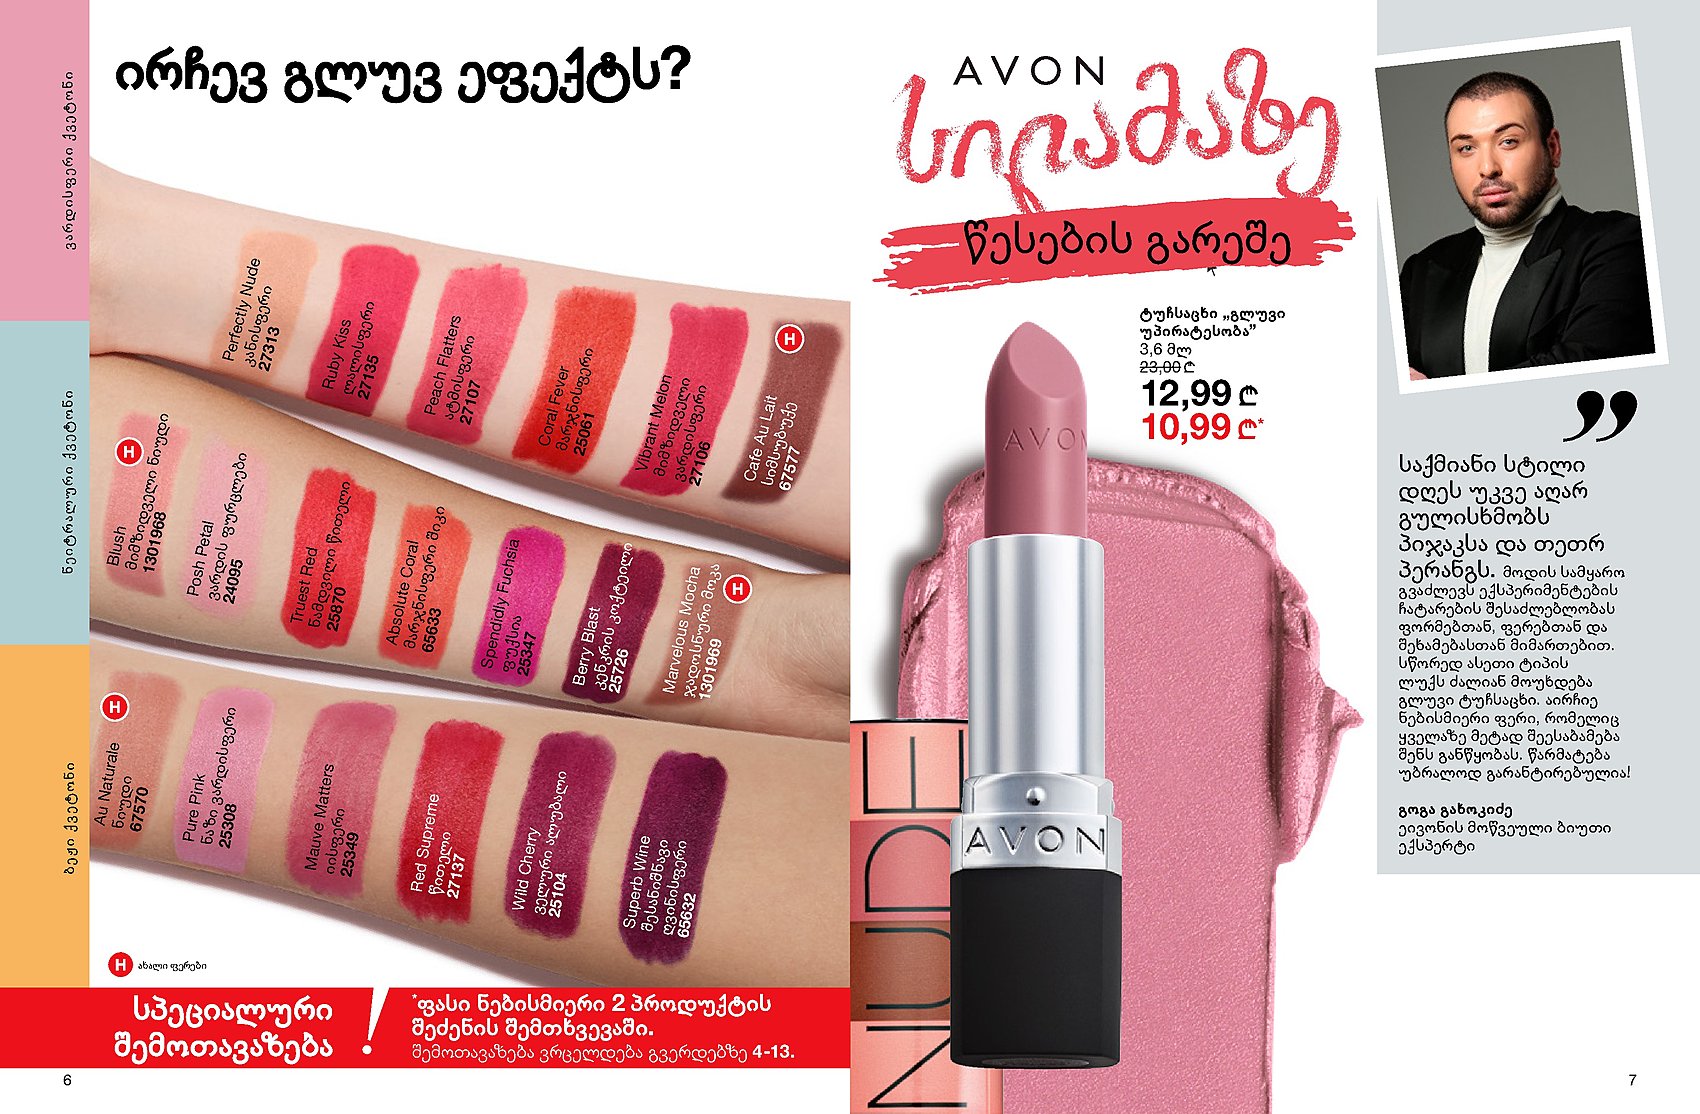 ირჩევ გლუვ ეფექტს?
ვარდისფერი ქვეტონი
ნეიტრალური ქვეტონი
ბეჟი ქვეტონი
Perfectly Nude
კანისფერი
27313
Ruby Kiss
ლალისფერი
27135
Peach Flatters
ატმისფერი
27107
Coral Fever
მარჯნისფერი
25061
Vibrant Melon
მიმზიდველი
ვარდისფერი
27106
Cafe Au Lait
სიმსუბუქე
67577
H
Blush
მიმზიდველი ნიუდი
1301968
H
Posh Petal
ვარდის ფურცლები
24095
Truest Red
ნამდვილი წითელი
25870
Absolute Coral
მარჯნისფერი შიკი
65633
Spendidly Fuchsia
ფუქსია
25347
Berry Blast
კენკრის კოქტეილი
25726
Marvelous Mocha
ჯადოსნური მოკა
1301969
H
Au Naturale
ნიუდი
67570
H
Pure Pink
ნაზი ვარდისფერი
25308
Mauve Matters
იისფერი
25349
Red Supreme
წითელი
27137
Wild Cherry
ველური ალუბალი
25104
Superb Wine
შესანიშნავი
ღვინისფერი
65632
H ახალი ფერები
სპეციალური
შემოთავაზება
!
*ფასი ნებისმიერი 2 პროდუქტის
შეძენის შემთხვევაში.
შემოთავაზება ვრცელდება გვერდებზე 4-13.
6
AVON
სილამაზე
წესების გარეშე
ტუჩსაცხი „გლუვი
უპირატესობა”
3,6 მლ
23,00 ₾
12,99 ₾
10,99 ₾*
AVON
AVON
NUDE
”
საქმიანი სტილი
დღეს უკვე აღარ
გულისხმობს
პიჯაკსა და თეთრ
პერანგს. მოდის სამყარო
გვაძლევს ექსპერიმენტების
ჩატარების შესაძლებლობას
ფორმებთან, ფერებთან და
შეხამებასთან მიმართებით.
სწორედ ასეთი ტიპის
ლუქს ძალიან მოუხდება
გლუვი ტუჩსაცხი. აირჩიე
ნებისმიერი ფერი, რომელიც
ყველაზე მეტად შეესაბამება
შენს განწყობას. წარმატება
უბრალოდ გარანტირებულია!
გოგა გახოკიძე
ეივონის მოწვეული ბიუთი
ექსპერტი
7